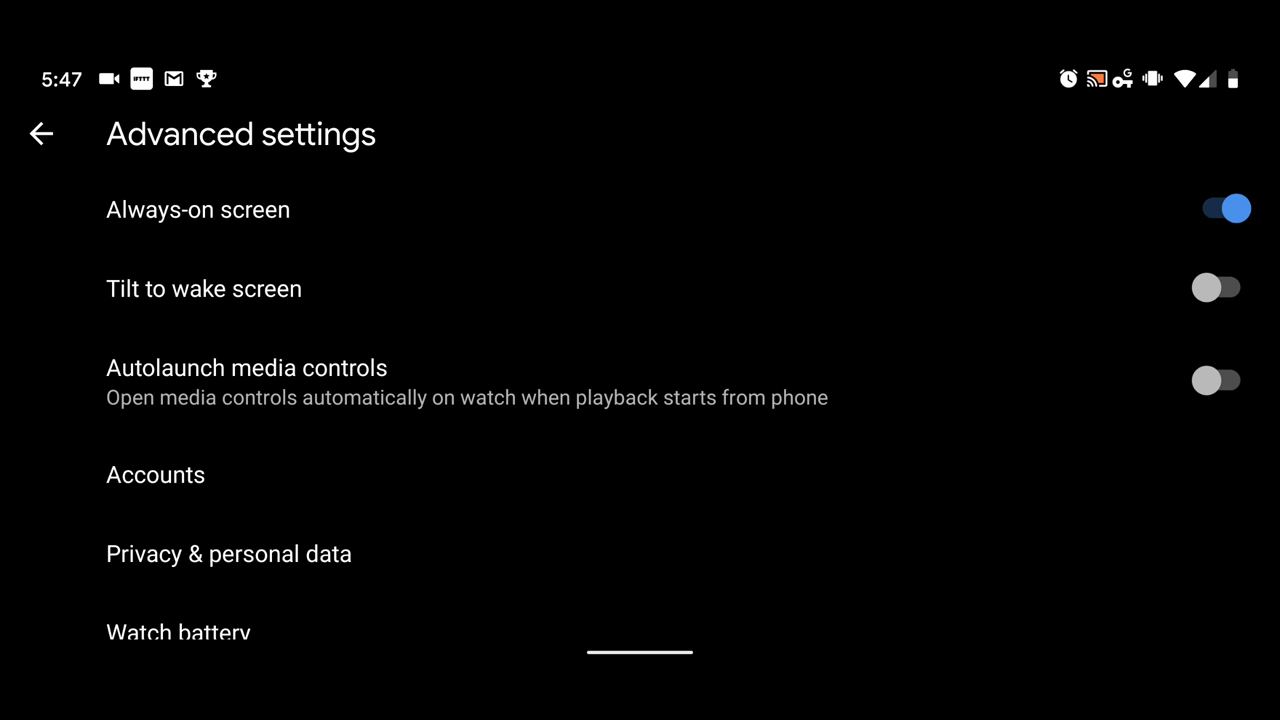 5:47
IFTTT
G
Advanced settings
Always-on screen
Tilt to wake screen
Autolaunch media controls
Open media controls automatically on watch when playback starts from phone
Accounts
Privacy & personal data
Watch battery